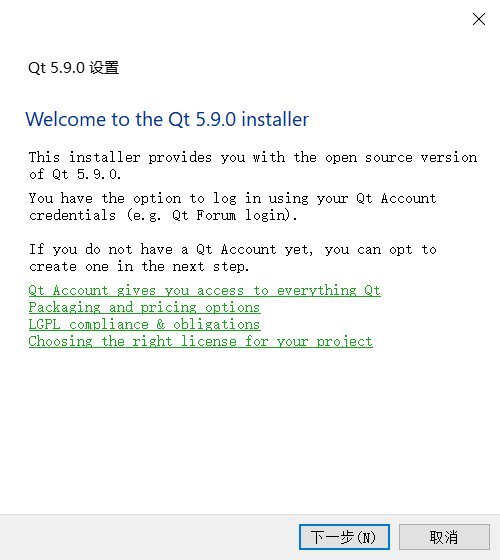 Qt 5.9.0 设置
Welcome to the Qt 5.9.0 installer
This installer provides you with the open source version
of Qt 5.9.0.
You have the option to log in using your Qt Account
credentials (e.g. Qt Forum login).
If you do not have a Qt Account yet, you can opt to
create one in the next step.
Qt Account gives you access to everything Qt
Packaging and pricing options
LGPL compliance & obligations
Choosing the right license for your project
下一步(N)
取消